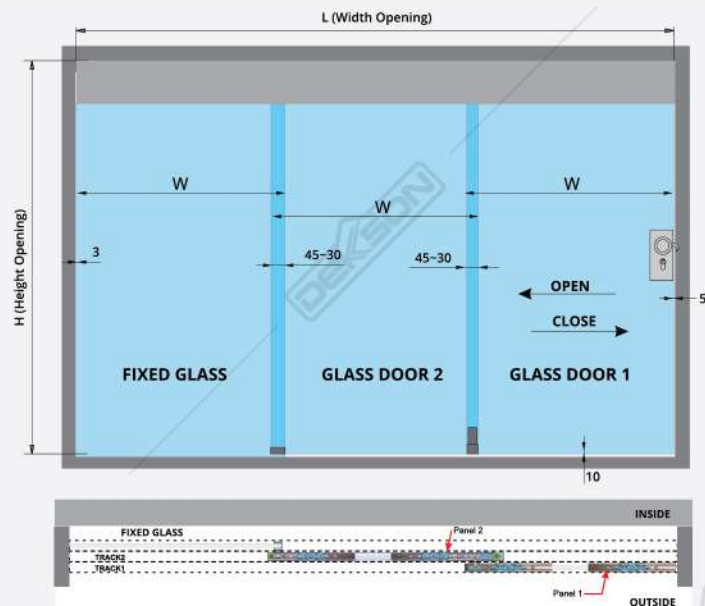 L (Width Opening)
H (Height Opening)
W
W
W
3
45~30
45~30
5
DEKSON
OPEN
CLOSE
FIXED GLASS
GLASS DOOR 2
GLASS DOOR 1
10
INSIDE
FIXED GLASS
Panel 2
TRACK2
TRACK1
Panel 1
OUTSIDE